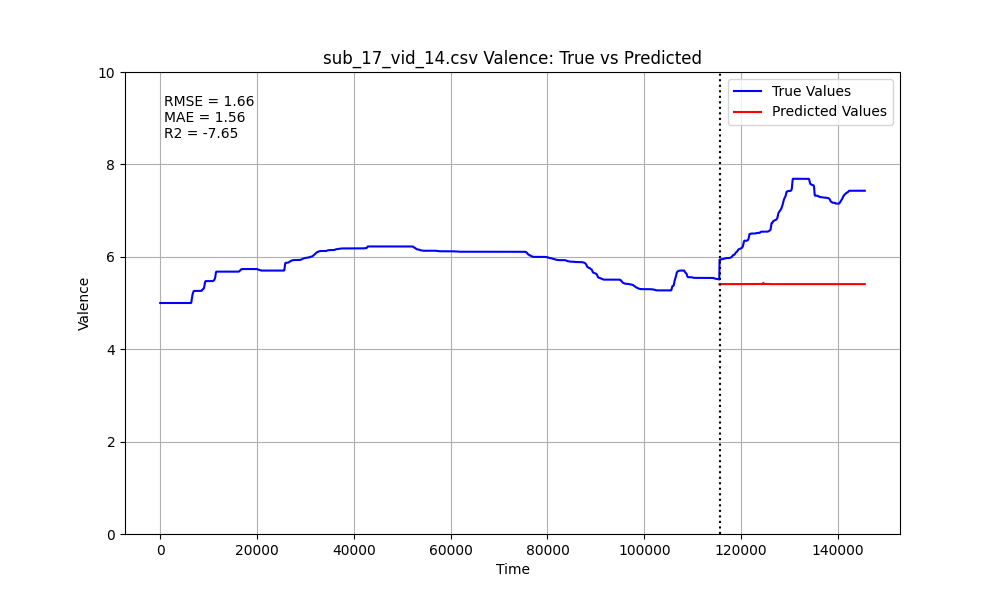 sub_17_vid_14.csv Valence: True vs Predicted
RMSE = 1.66
MAE = 1.56
R2 = -7.65
True Values
Predicted Values
Valence
10
8
6
4
2
0
0 20000 40000 60000 80000 100000 120000 140000
Time